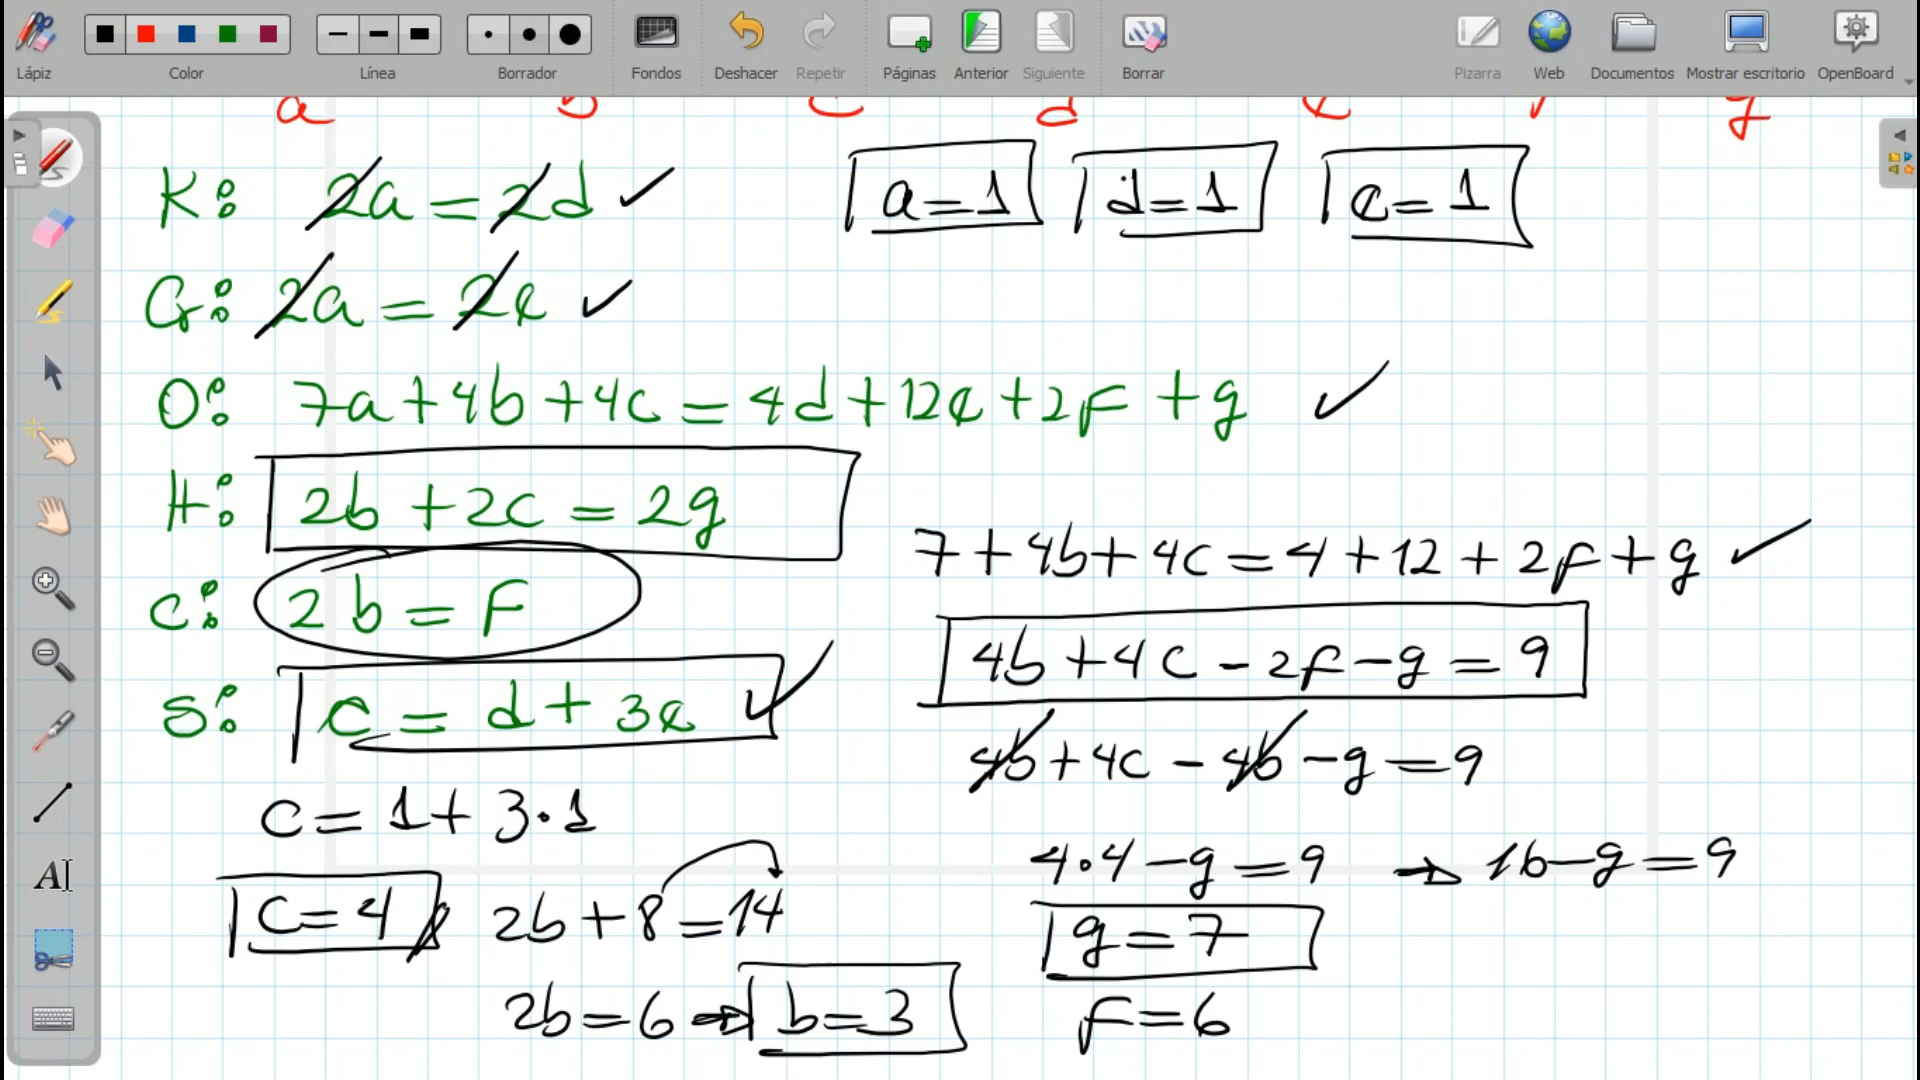 Lápiz Color Línea Borrador Fondos Deshacer Repetir Páginas Anterior Siguiente Borrar Pizarra Web Documentos Mostrar escritorio OpenBoard
a b c d e f g
K: 2a = 2d ✓ a=1 d=1 e=1
Cr: 2a = 2e ✓
O: 7a+4b+4c = 4d+12e+2f+g ✓
H: 2b+2c = 2g
7+4b+4c = 4+12+2f+g ✓
C: 2b = F
4b+4c-2f-g = 9
S: c = d+3e ✓
4b+4c-4b-g = 9
c = 1+3·1
4·4-g = 9 → 16-g = 9
c=4 2b+8 = 14
g=7
2b = 6 → b=3
f=6